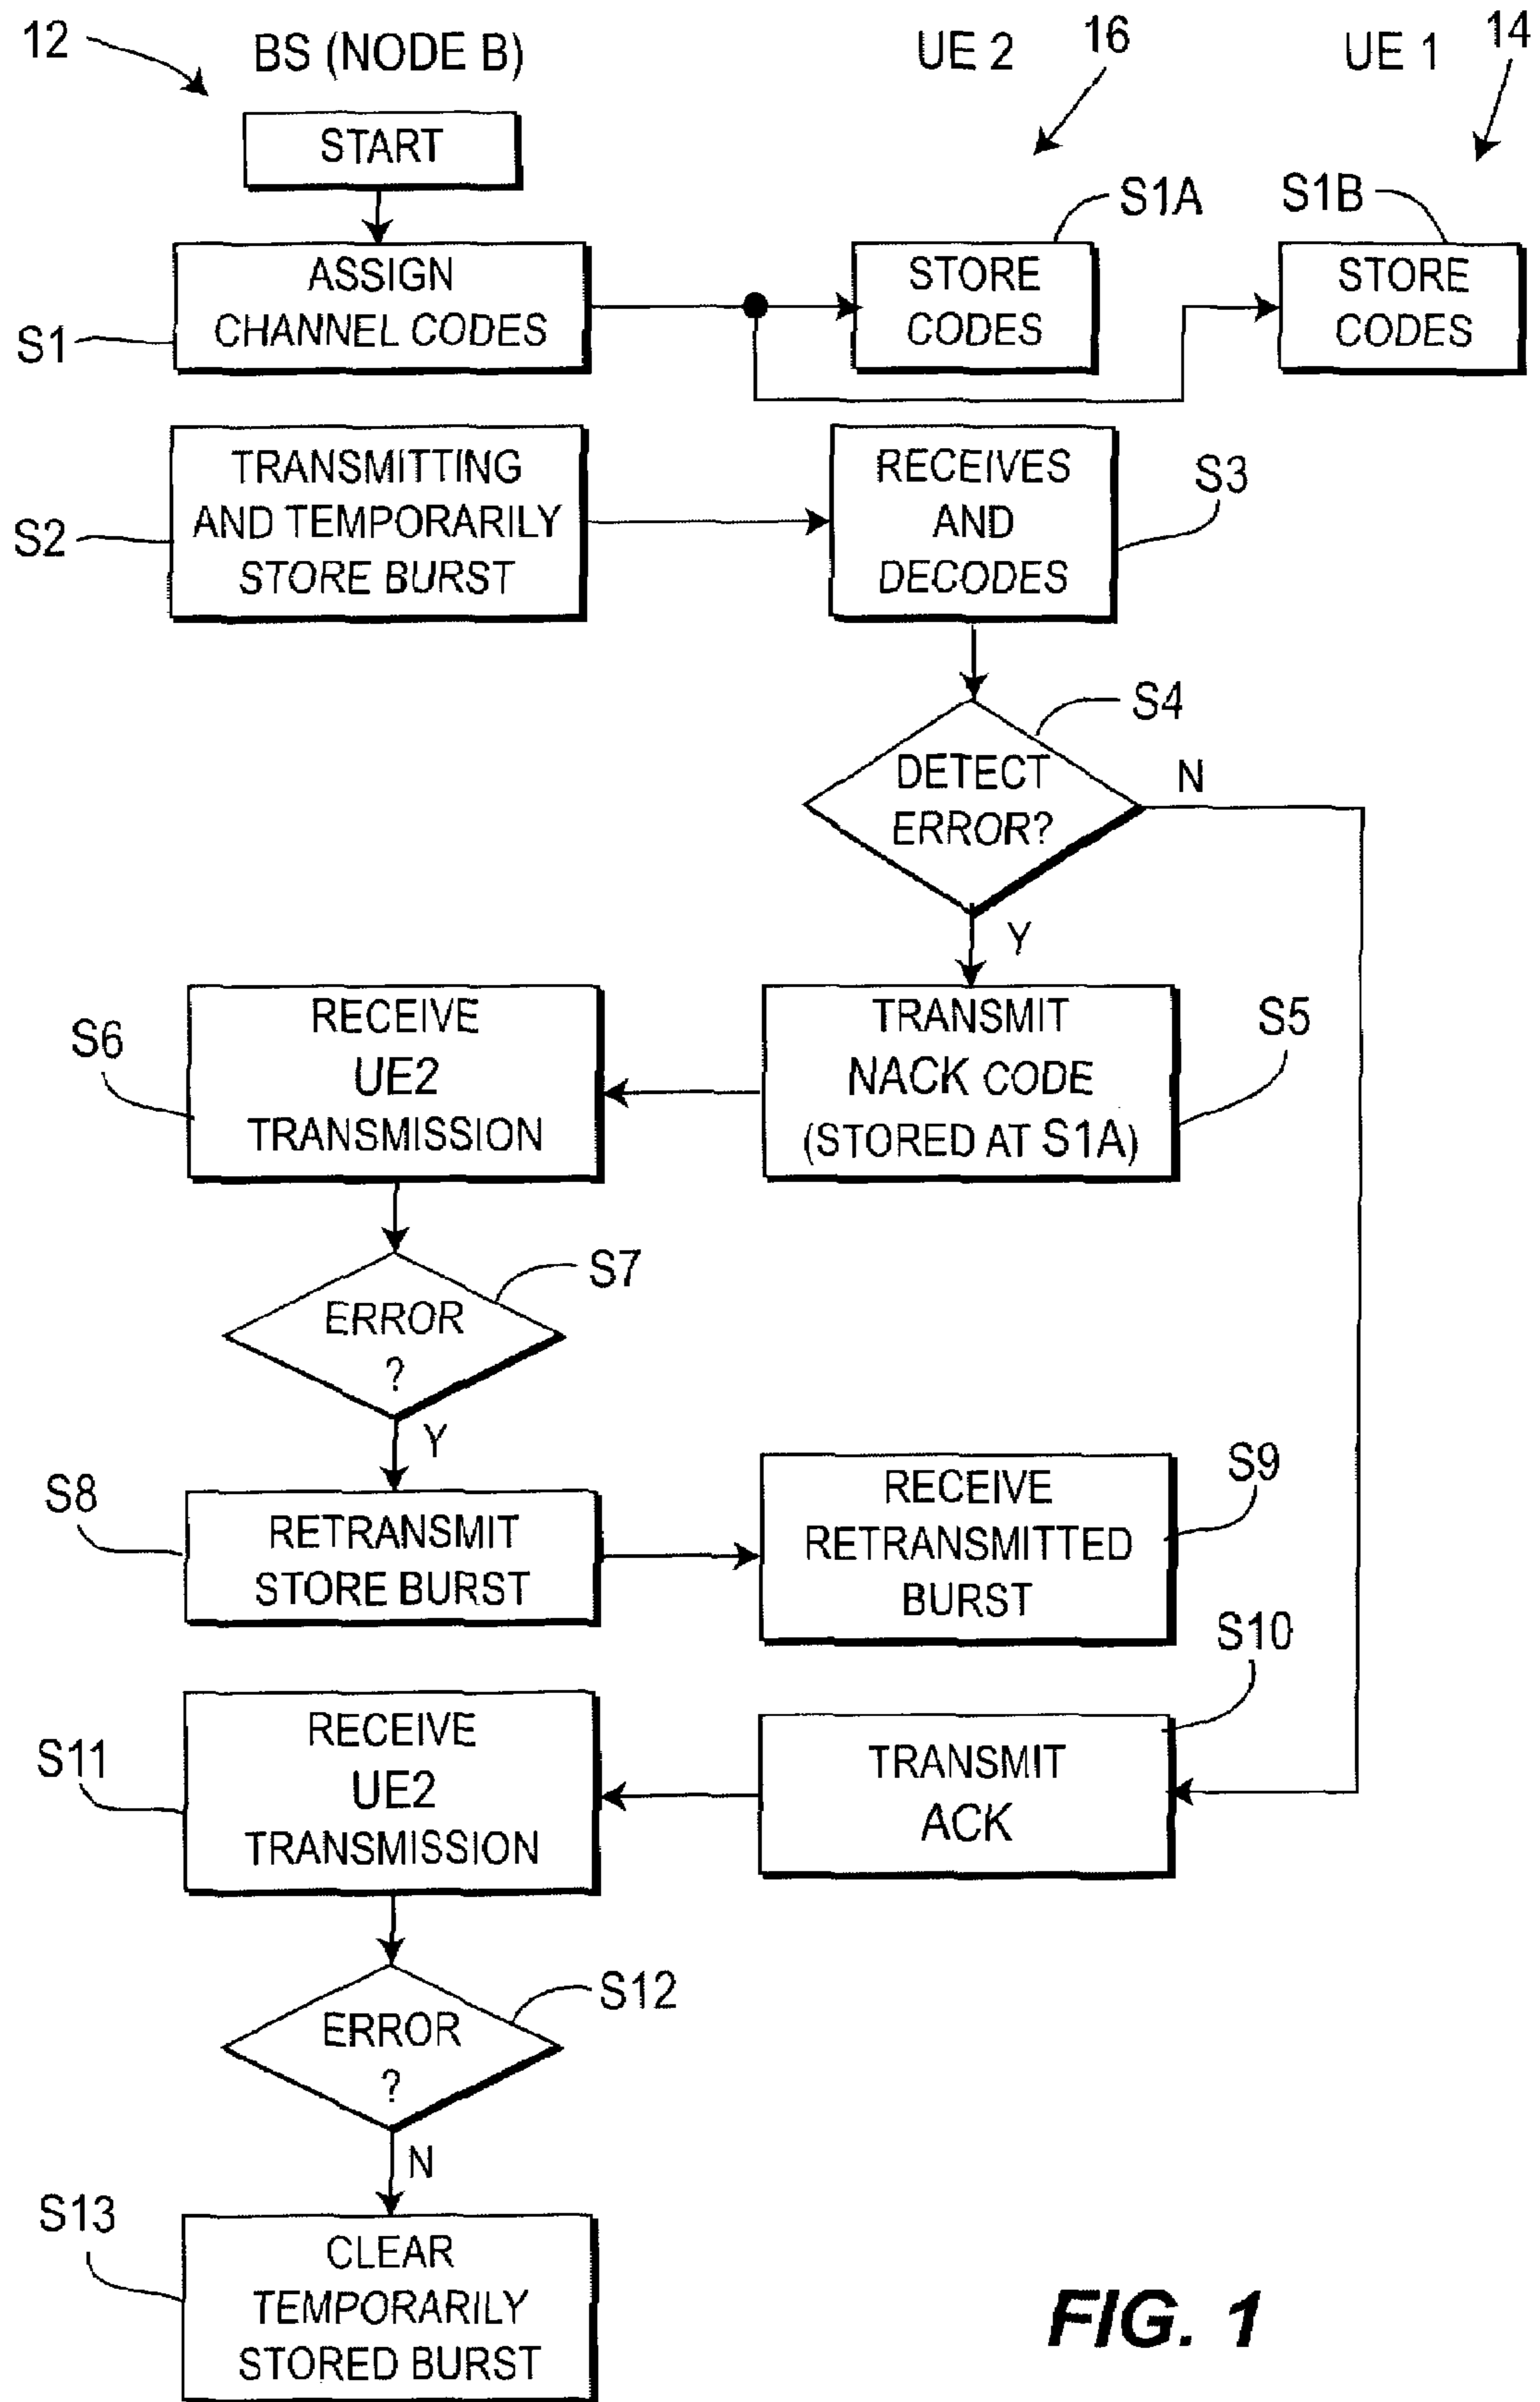 12
BS (NODE B)
UE 2
16
UE 1
14
START
S1A
S1B
ASSIGN
CHANNEL CODES
S1
STORE
CODES
STORE
CODES
TRANSMITTING
AND TEMPORARILY
STORE BURST
S2
RECEIVES
AND
DECODES
S3
S4
DETECT
ERROR?
N
Y
RECEIVE
UE2
TRANSMISSION
S6
TRANSMIT
NACK CODE
(STORED AT S1A)
S5
S7
ERROR
?
Y
S8
RETRANSMIT
STORE BURST
RECEIVE
RETRANSMITTED
BURST
S9
S10
RECEIVE
UE2
TRANSMISSION
S11
TRANSMIT
ACK
S12
ERROR
?
N
S13
CLEAR
TEMPORARILY
STORED BURST
FIG. 1